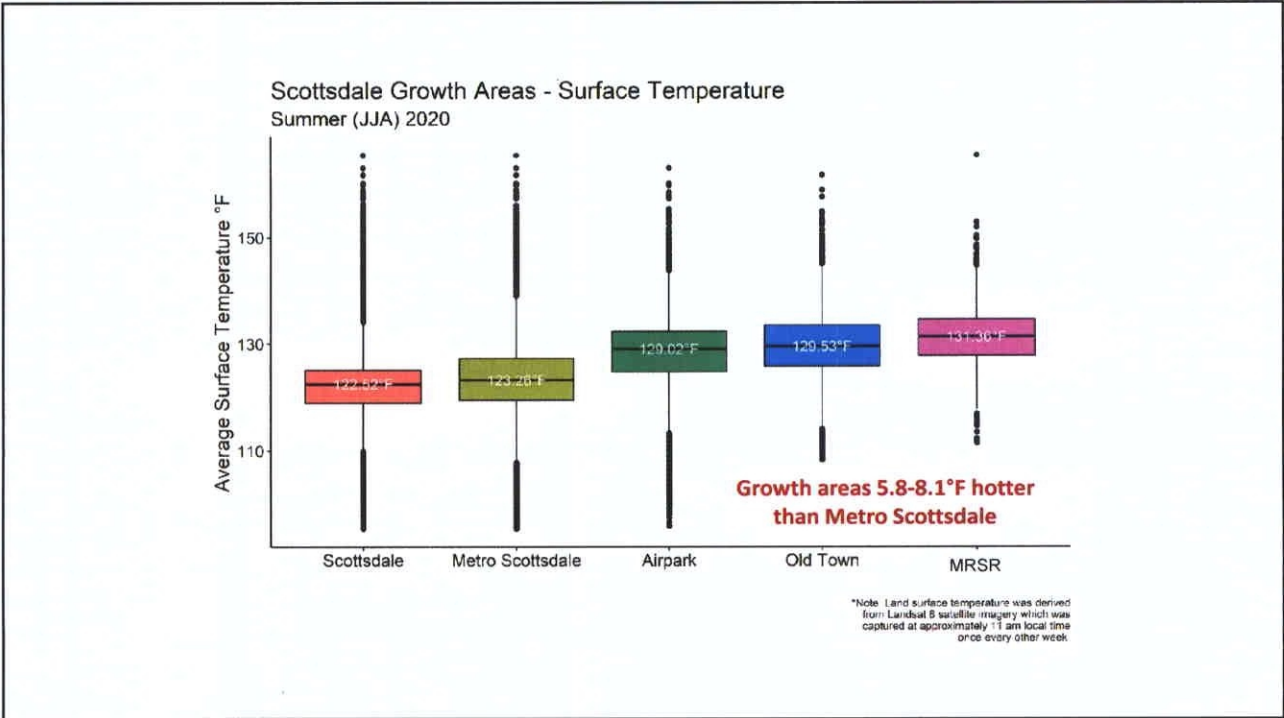 Scottsdale Growth Areas - Surface Temperature
Summer (JJA) 2020
Average Surface Temperature °F
150
130
110
122.52°F
123.26°F
129.02°F
129.53°F
131.36°F
Growth areas 5.8-8.1°F hotter
than Metro Scottsdale
Scottsdale
Metro Scottsdale
Airpark
Old Town
MRSR
*Note Land surface temperature was derived
from Landsat 8 satellite imagery which was
captured at approximately 11 am local time
once every other week